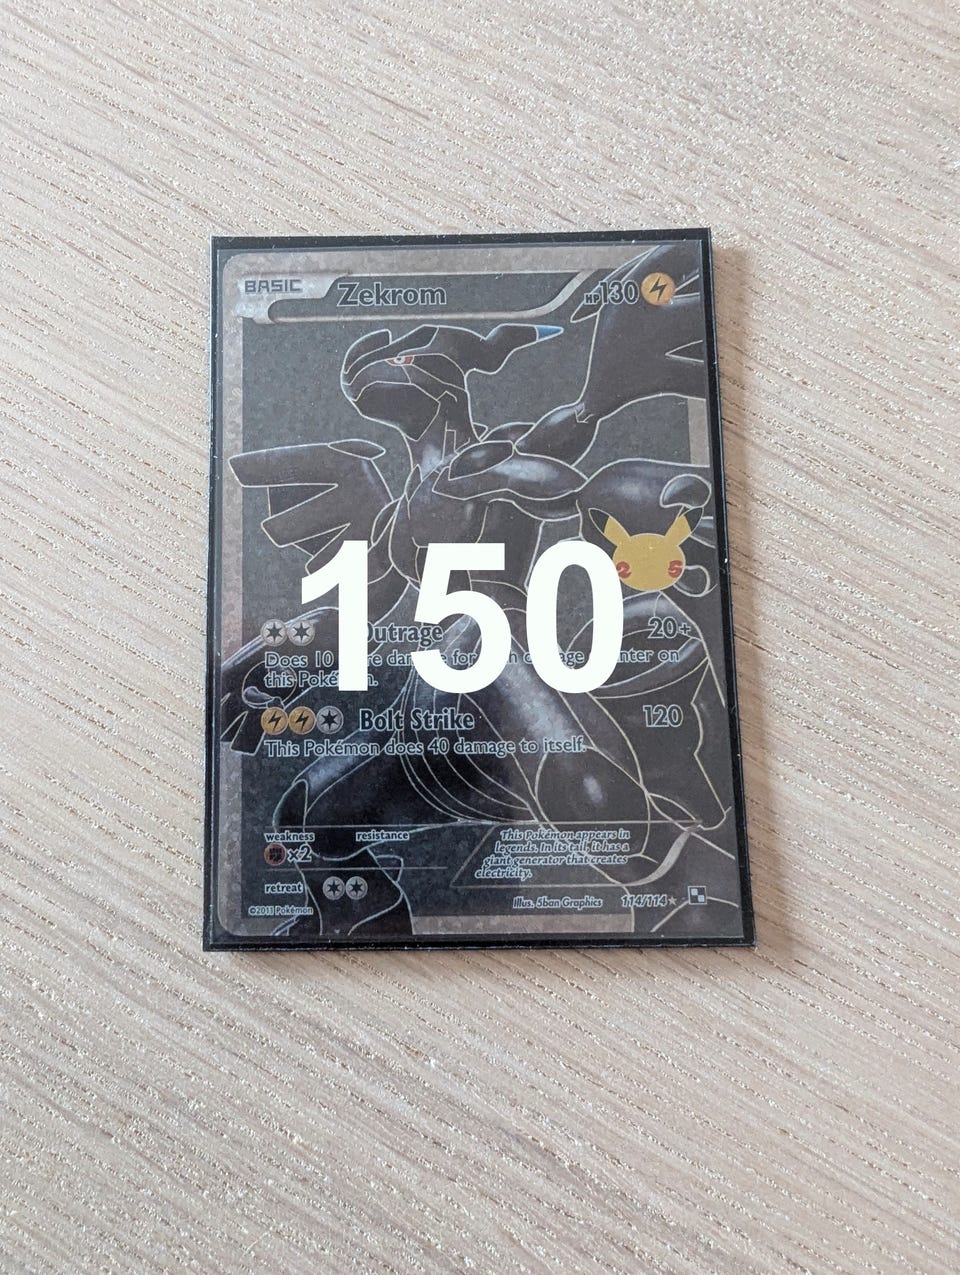 BASIC Zekrom HP130
25
150
Outrage 20+
Does 10 on
this
Bolt Strike 120
This Pokémon does 40 damage to itself.
weakness resistance
×2
This Pokémon appears in
legends. In its tail, it has a
giant generator that creates
electricity.
retreat
©2011 Pokémon Illus. 5ban Graphics 114/114